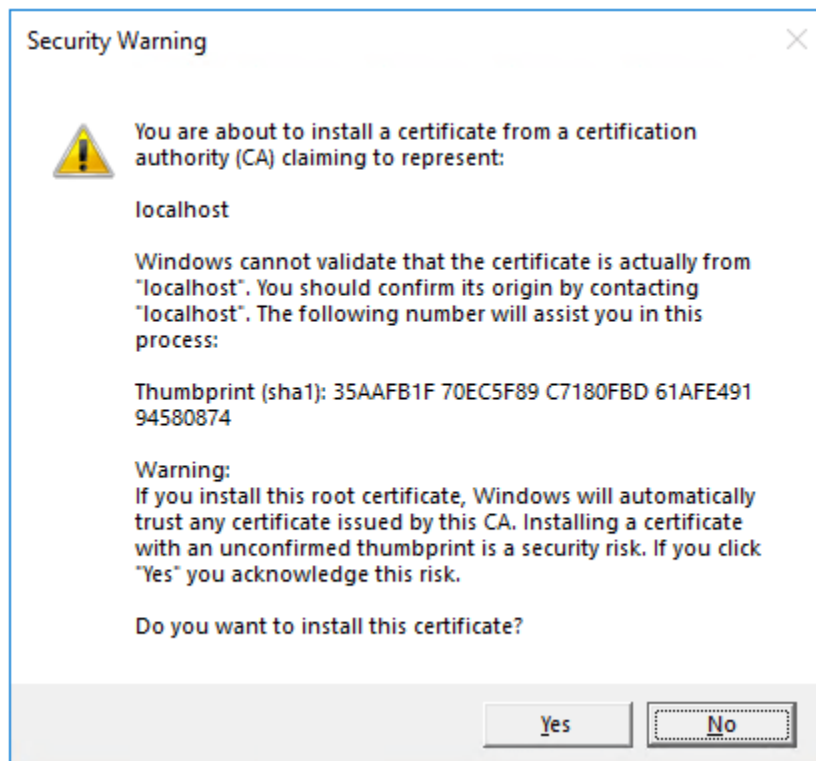 Security Warning
You are about to install a certificate from a certification
authority (CA) claiming to represent:
localhost
Windows cannot validate that the certificate is actually from
"localhost". You should confirm its origin by contacting
"localhost". The following number will assist you in this
process:
Thumbprint (sha1): 35AAFB1F 70EC5F89 C7180FBD 61AFE491
94580874
Warning:
If you install this root certificate, Windows will automatically
trust any certificate issued by this CA. Installing a certificate
with an unconfirmed thumbprint is a security risk. If you click
"Yes" you acknowledge this risk.
Do you want to install this certificate?
Yes
No